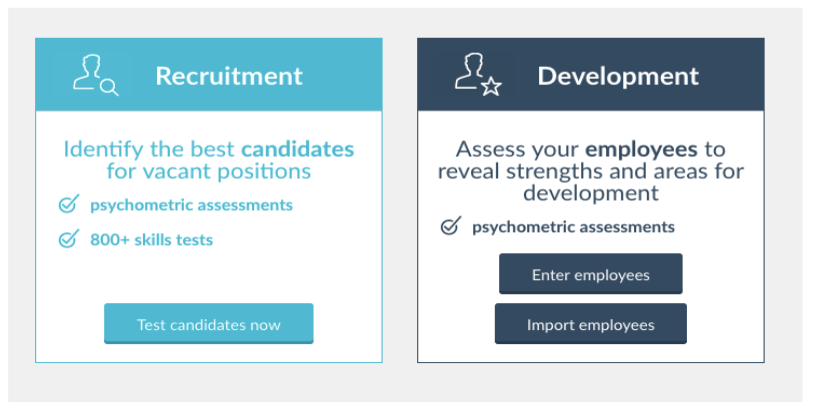 Recruitment
Identify the best candidates
for vacant positions
psychometric assessments
800+ skills tests
Test candidates now
Development
Assess your employees to
reveal strengths and areas for
development
psychometric assessments
Enter employees
Import employees